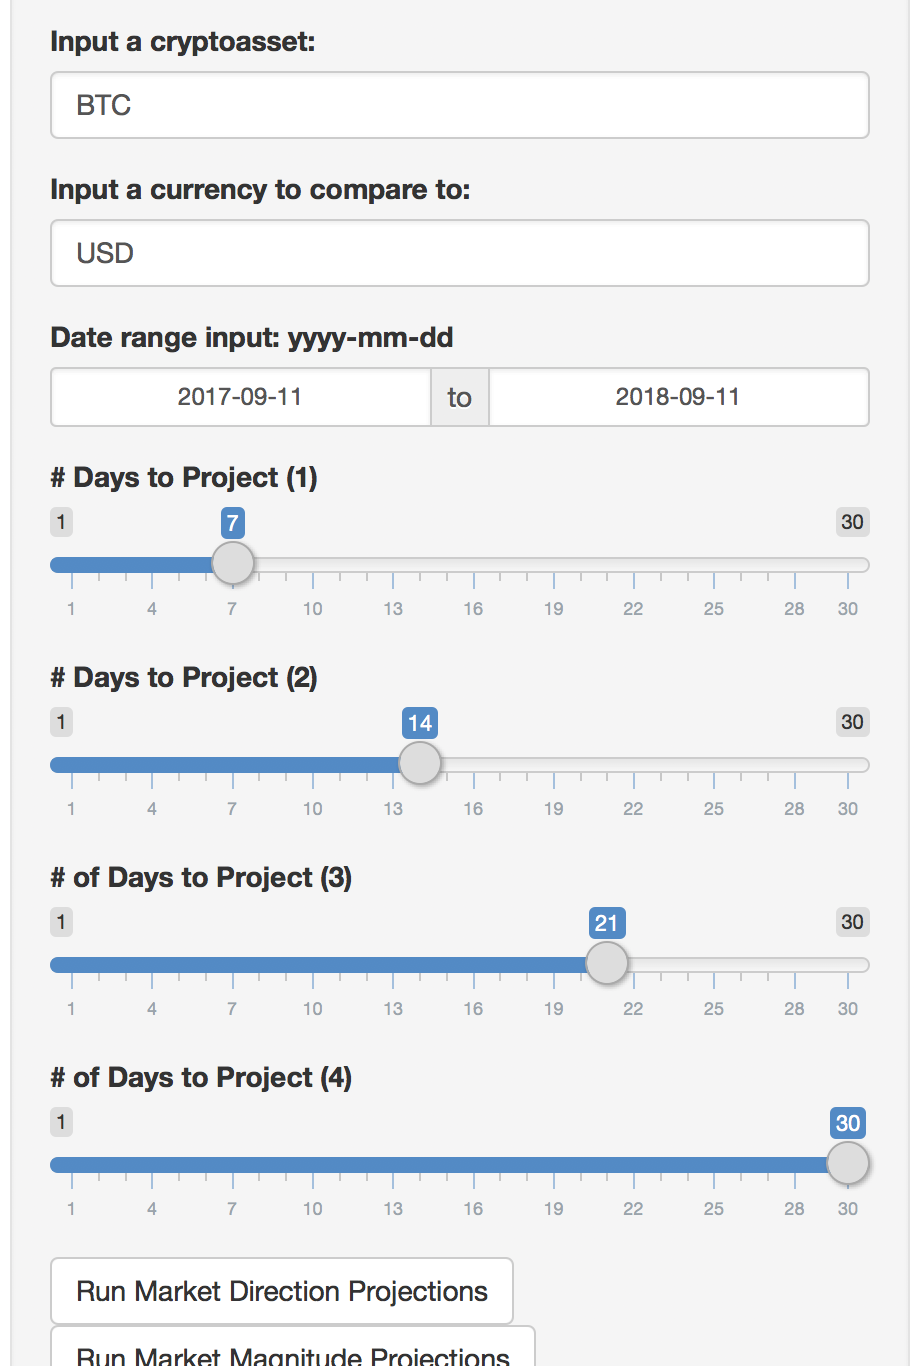 Input a cryptoasset:
BTC
Input a currency to compare to:
USD
Date range input: yyyy-mm-dd
2017-09-11 to 2018-09-11
# Days to Project (1)
1 7 30
1 4 7 10 13 16 19 22 25 28 30
# Days to Project (2)
1 14 30
1 4 7 10 13 16 19 22 25 28 30
# of Days to Project (3)
1 21 30
1 4 7 10 13 16 19 22 25 28 30
# of Days to Project (4)
1 30
1 4 7 10 13 16 19 22 25 28 30
Run Market Direction Projections
Run Market Magnitude Projections